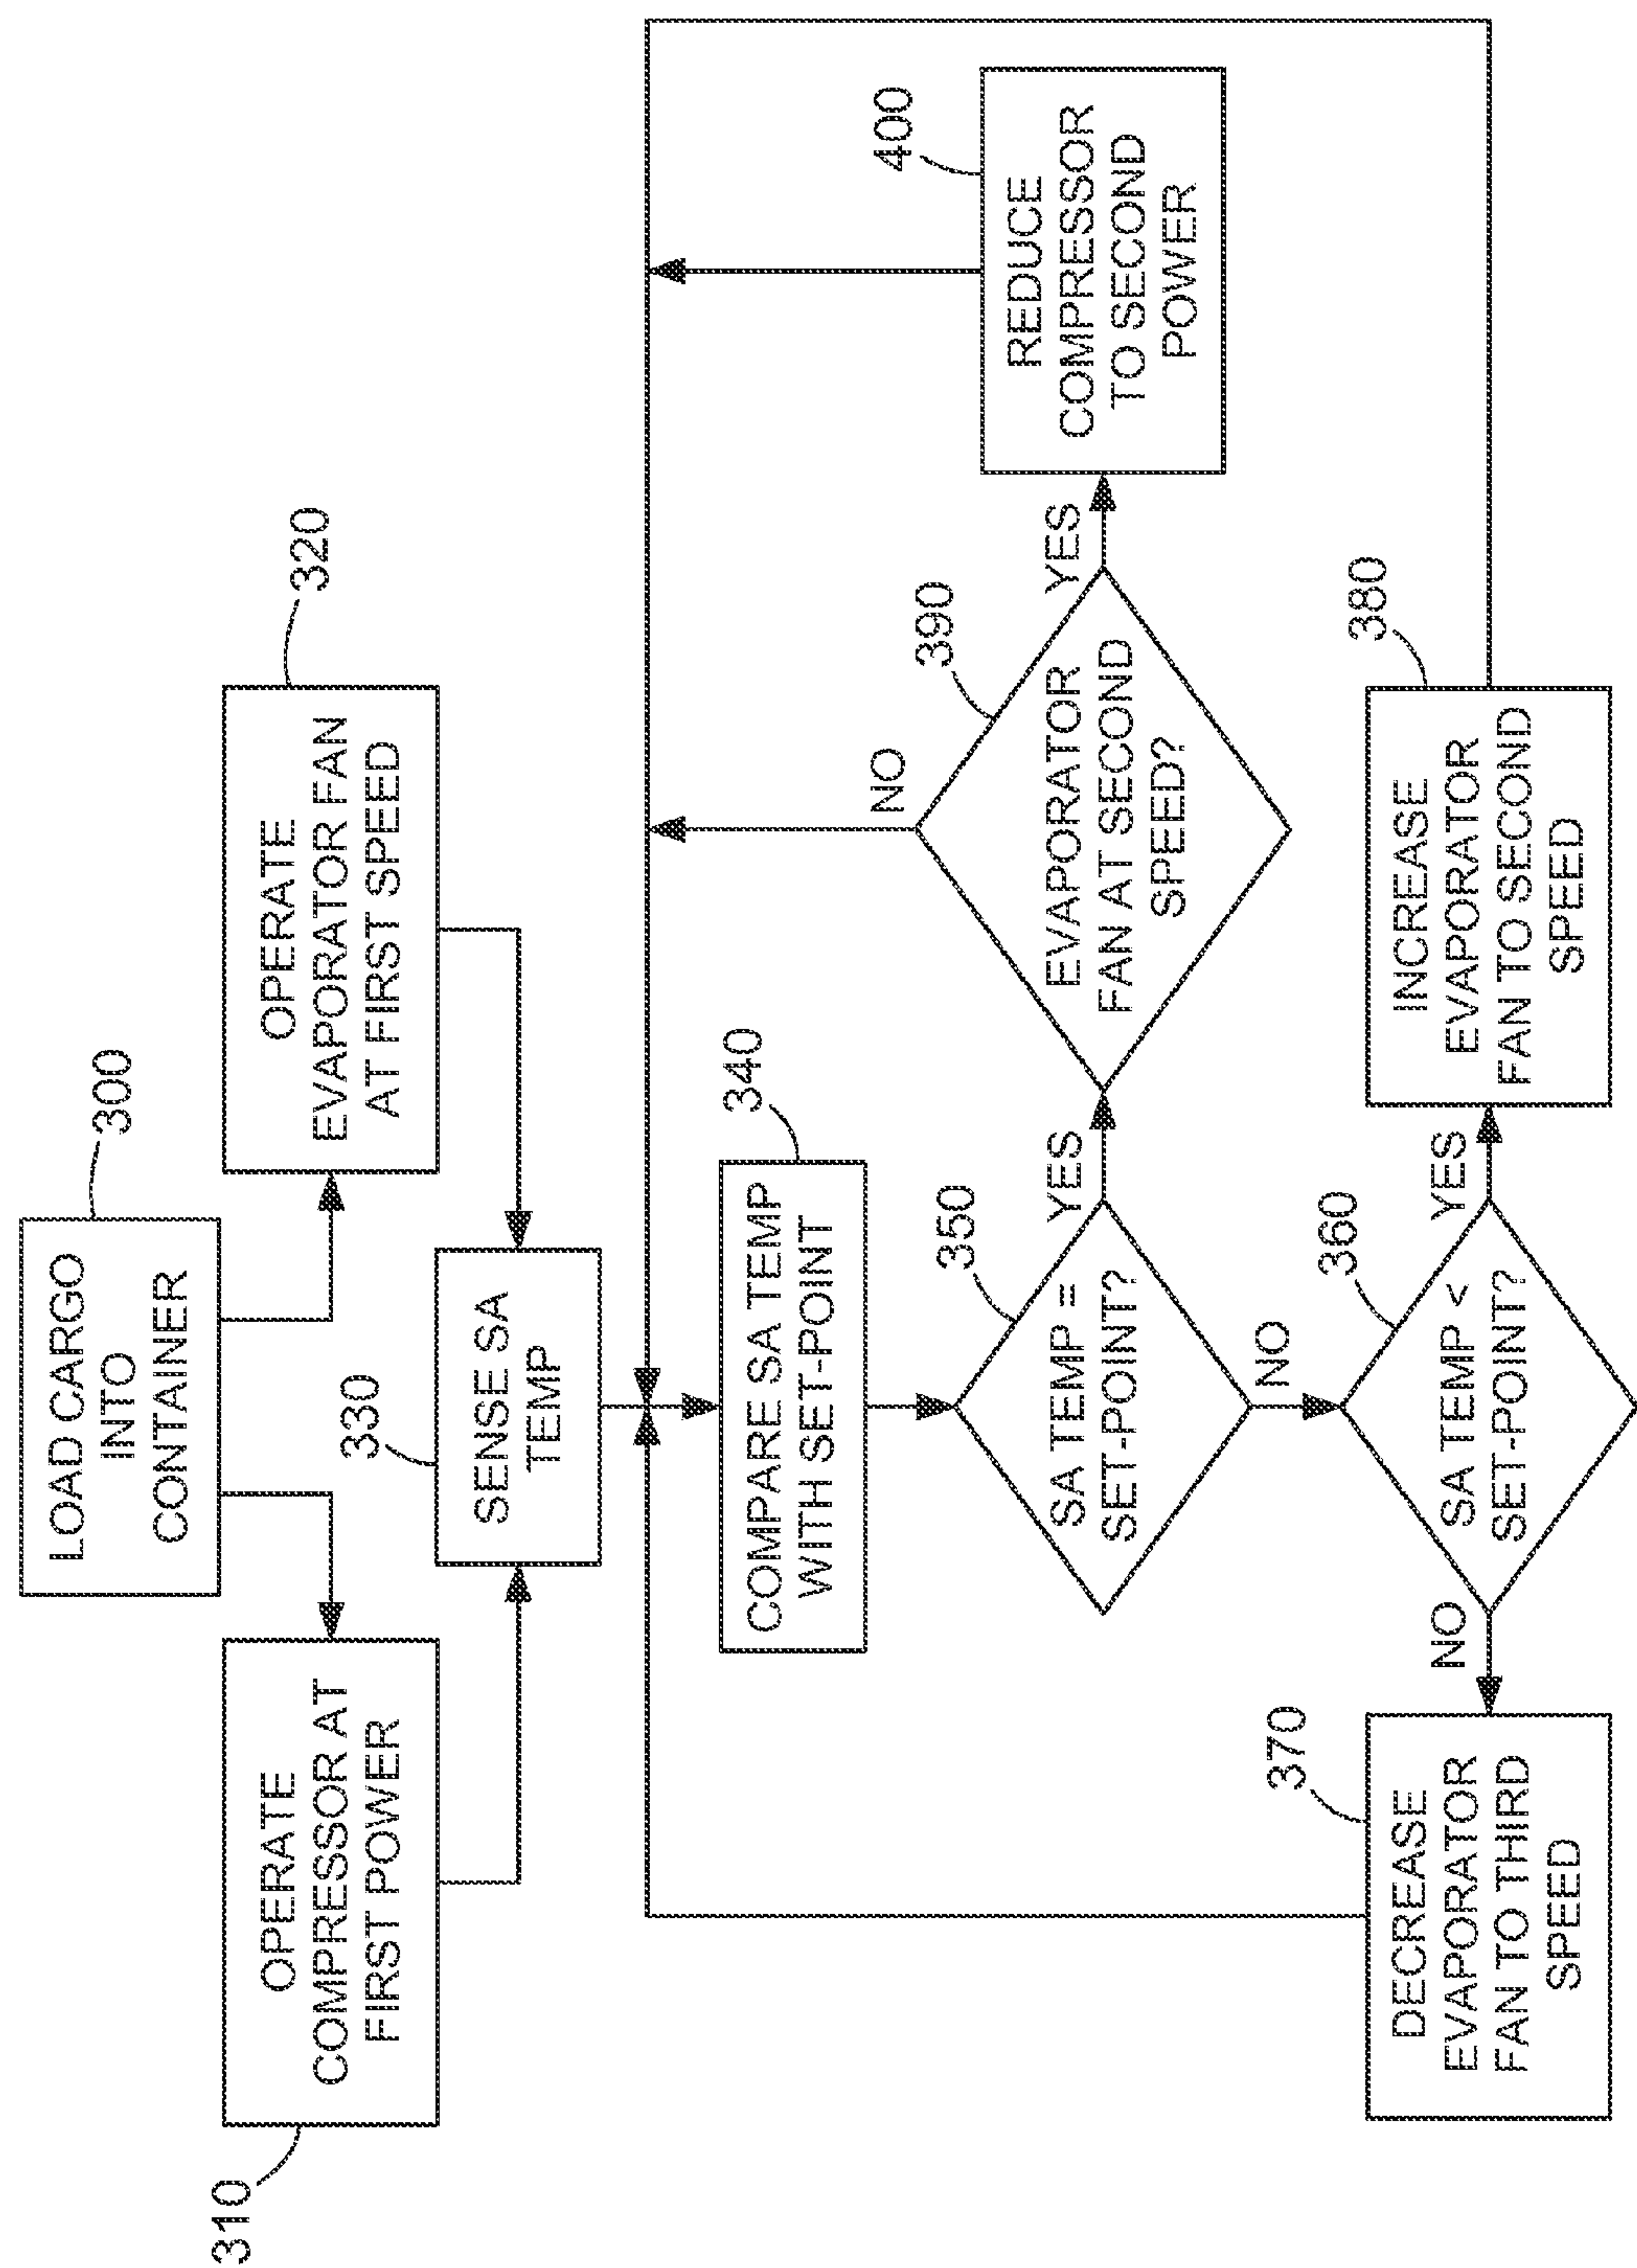 300
LOAD CARGO
INTO
CONTAINER
310
OPERATE
COMPRESSOR AT
FIRST POWER
320
OPERATE
EVAPORATOR FAN
AT FIRST SPEED
330
SENSE SA
TEMP
340
COMPARE SA TEMP
WITH SET-POINT
350
SA TEMP =
SET-POINT?
YES
NO
390
EVAPORATOR
FAN AT SECOND
SPEED?
NO
YES
400
REDUCE
COMPRESSOR
TO SECOND
POWER
360
SA TEMP <
SET-POINT?
NO
YES
370
DECREASE
EVAPORATOR
FAN TO THIRD
SPEED
380
INCREASE
EVAPORATOR
FAN TO SECOND
SPEED